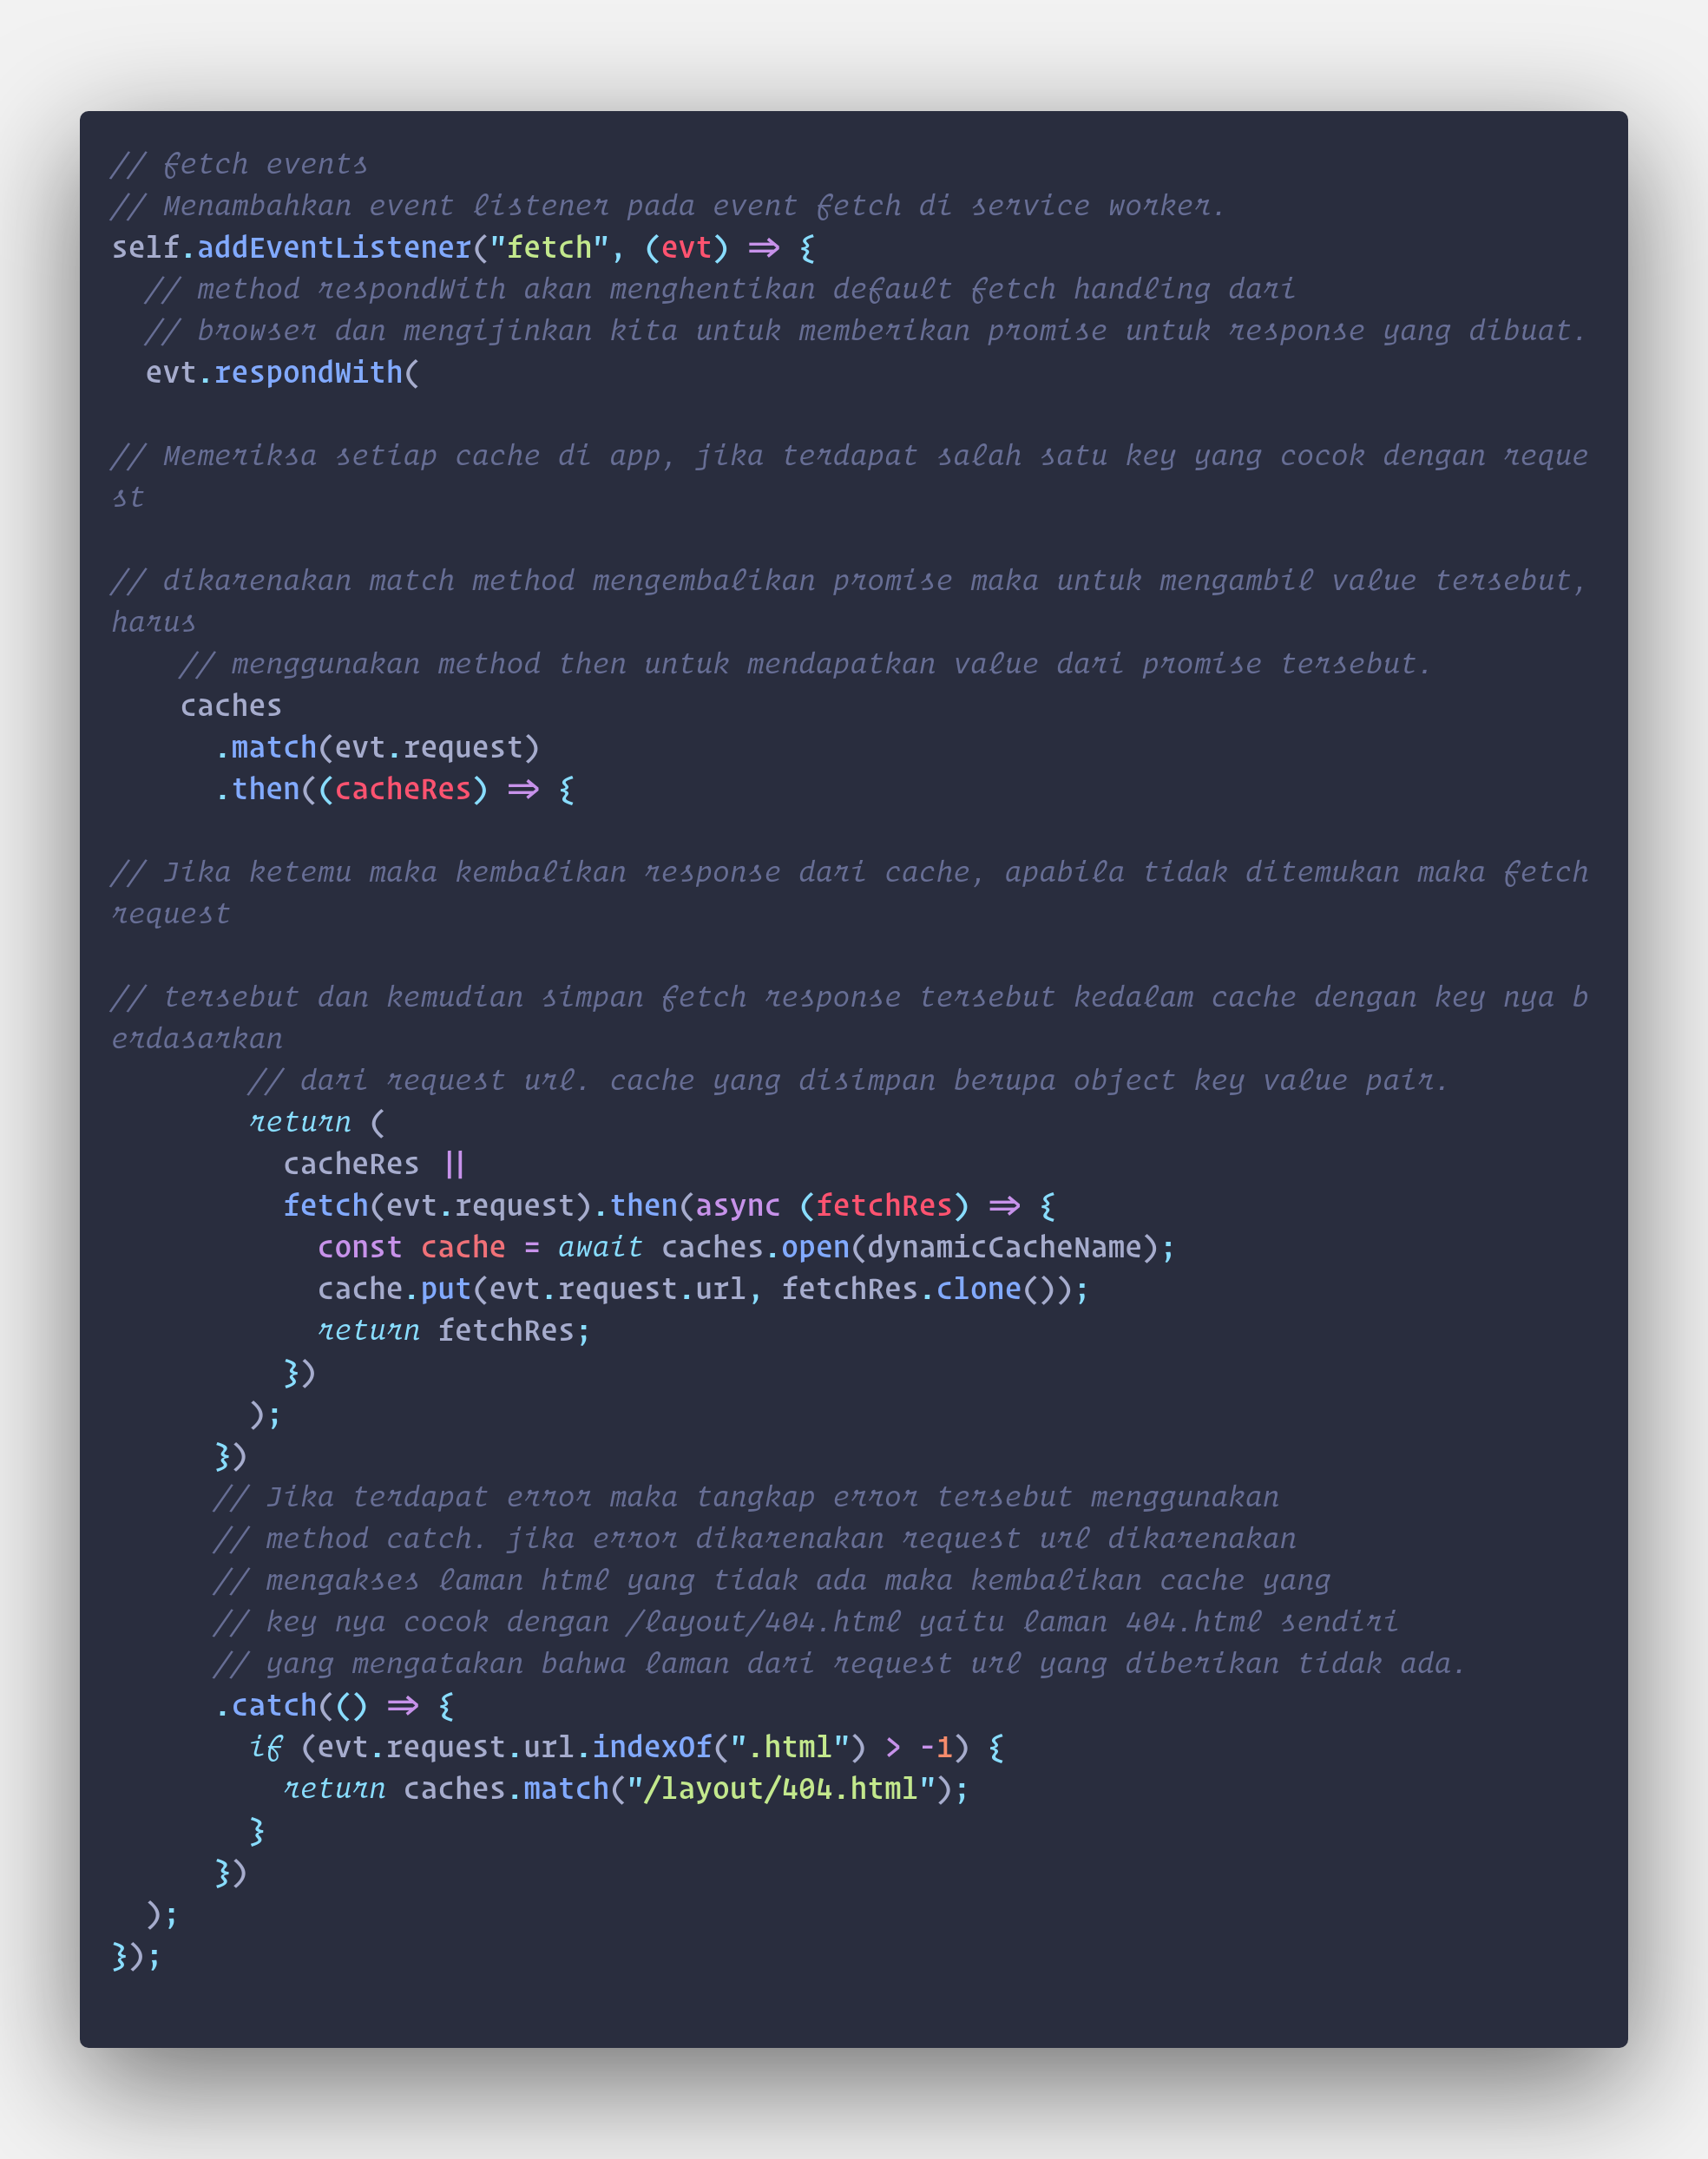 // fetch events
// Menambahkan event listener pada event fetch di service worker.
self.addEventListener("fetch", (evt) => {
  // method respondWith akan menghentikan default fetch handling dari
  // browser dan mengijinkan kita untuk memberikan promise untuk response yang dibuat.
  evt.respondWith(

// Memeriksa setiap cache di app, jika terdapat salah satu key yang cocok dengan reque
st

// dikarenakan match method mengembalikan promise maka untuk mengambil value tersebut,
harus
    // menggunakan method then untuk mendapatkan value dari promise tersebut.
    caches
      .match(evt.request)
      .then((cacheRes) => {

// Jika ketemu maka kembalikan response dari cache, apabila tidak ditemukan maka fetch
request

// tersebut dan kemudian simpan fetch response tersebut kedalam cache dengan key nya b
erdasarkan
        // dari request url. cache yang disimpan berupa object key value pair.
        return (
          cacheRes ||
          fetch(evt.request).then(async (fetchRes) => {
            const cache = await caches.open(dynamicCacheName);
            cache.put(evt.request.url, fetchRes.clone());
            return fetchRes;
          })
        );
      })
      // Jika terdapat error maka tangkap error tersebut menggunakan
      // method catch. jika error dikarenakan request url dikarenakan
      // mengakses laman html yang tidak ada maka kembalikan cache yang
      // key nya cocok dengan /layout/404.html yaitu laman 404.html sendiri
      // yang mengatakan bahwa laman dari request url yang diberikan tidak ada.
      .catch(() => {
        if (evt.request.url.indexOf(".html") > -1) {
          return caches.match("/layout/404.html");
        }
      })
  );
});